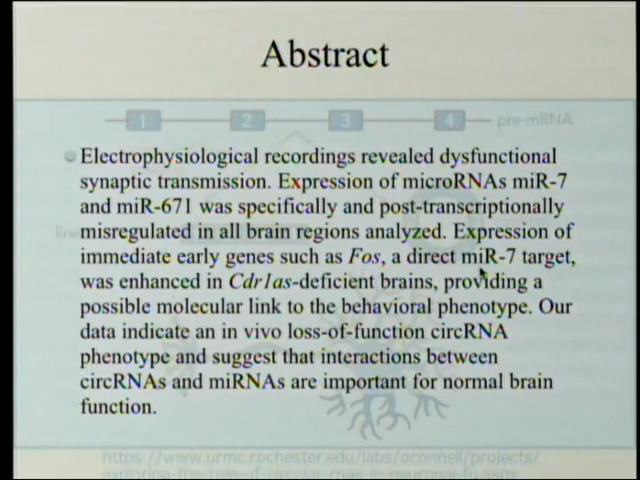 Abstract
1 2 3 4 pre-mRNA
Electrophysiological recordings revealed dysfunctional
synaptic transmission. Expression of microRNAs miR-7
and miR-671 was specifically and post-transcriptionally
misregulated in all brain regions analyzed. Expression of
immediate early genes such as Fos, a direct miR-7 target,
was enhanced in Cdr1as-deficient brains, providing a
possible molecular link to the behavioral phenotype. Our
data indicate an in vivo loss-of-function circRNA
phenotype and suggest that interactions between
circRNAs and miRNAs are important for normal brain
function.
https://www.urmc.rochester.edu/labs/oconnell/projects/